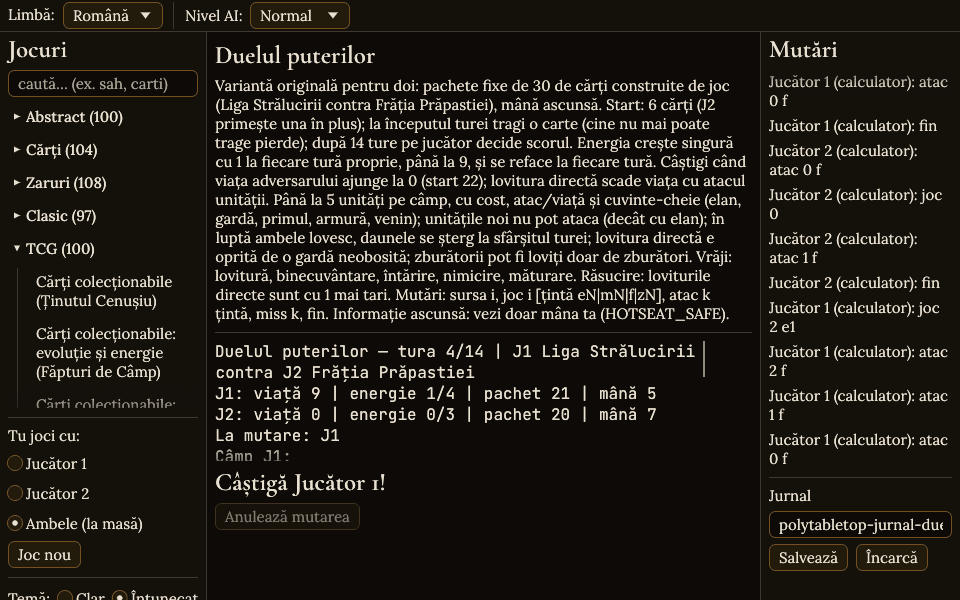 Limbă: Română ▼ Nivel AI: Normal ▼
Jocuri
caută... (ex. sah, carti)
▸ Abstract (100)
▸ Cărți (104)
▸ Zaruri (108)
▸ Clasic (97)
▾ TCG (100)
Cărți colecționabile
(Ținutul Cenușiu)
Cărți colecționabile:
evoluție și energie
(Făpturi de Câmp)
Cărți colecționabile:
Tu joci cu:
Jucător 1
Jucător 2
Ambele (la masă)
Joc nou
Temă: Clar Întunecat
Duelul puterilor
Variantă originală pentru doi: pachete fixe de 30 de cărți construite de joc
(Liga Strălucirii contra Frăția Prăpastiei), mână ascunsă. Start: 6 cărți (J2
primește una în plus); la începutul turei tragi o carte (cine nu mai poate
trage pierde); după 14 ture pe jucător decide scorul. Energia crește singură
cu 1 la fiecare tură proprie, până la 9, și se reface la fiecare tură. Câștigi când
viața adversarului ajunge la 0 (start 22); lovitura directă scade viața cu atacul
unității. Până la 5 unități pe câmp, cu cost, atac/viață și cuvinte-cheie (elan,
gardă, primul, armură, venin); unitățile noi nu pot ataca (decât cu elan); în
luptă ambele lovesc, daunele se șterg la sfârșitul turei; lovitura directă e
oprită de o gardă neobosită; zburătorii pot fi loviți doar de zburători. Vrăji:
lovitură, binecuvântare, întărire, nimicire, măturare. Răsucire: loviturile
directe sunt cu 1 mai tari. Mutări: sursa i, joc i [țintă eN|mN|f|zN], atac k
țintă, miss k, fin. Informație ascunsă: vezi doar mâna ta (HOTSEAT_SAFE).
Duelul puterilor — tura 4/14 | J1 Liga Strălucirii
contra J2 Frăția Prăpastiei
J1: viață 9 | energie 1/4 | pachet 21 | mână 5
J2: viață 0 | energie 0/3 | pachet 20 | mână 7
La mutare: J1
Câmp J1:
Câștigă Jucător 1!
Anulează mutarea
Mutări
Jucător 1 (calculator): atac
0 f
Jucător 1 (calculator): fin
Jucător 2 (calculator):
atac 0 f
Jucător 2 (calculator): joc
0
Jucător 2 (calculator):
atac 1 f
Jucător 2 (calculator): fin
Jucător 1 (calculator): joc
2 e1
Jucător 1 (calculator): atac
2 f
Jucător 1 (calculator): atac
1 f
Jucător 1 (calculator): atac
0 f
Jurnal
polytabletop-jurnal-due
Salvează Încarcă